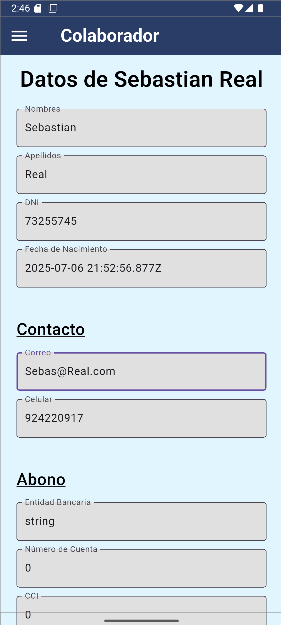 2:46
Colaborador
Datos de Sebastian Real
Nombres
Sebastian
Apellidos
Real
DNI
73255745
Fecha de Nacimiento
2025-07-06 21:52:56.877Z
Contacto
Correo
Sebas@Real.com
Celular
924220917
Abono
Entidad Bancaria
string
Número de Cuenta
0
CCI
0